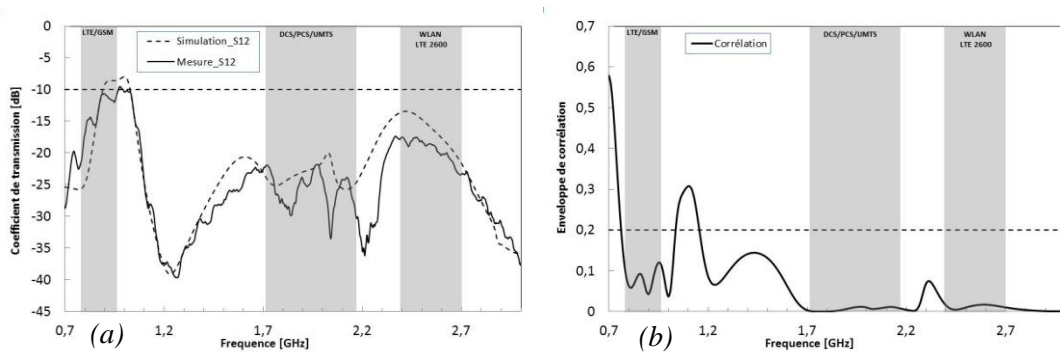 0
-5
-10
-15
-20
-25
-30
-35
-40
-45
Coefficient de transmission [dB]
LTE/GSM
Simulation_S12
Mesure_S12
DCS/PCS/UMTS
WLAN
LTE 2600
0,7
1,2
1,7
2,2
2,7
Frequence [GHz]
(a)
0,7
0,6
0,5
0,4
0,3
0,2
0,1
0
Enveloppe de corrélation
LTE/GSM
Corrélation
DCS/PCS/UMTS
WLAN
LTE 2600
0,7
1,2
1,7
2,2
2,7
Frequence [GHz]
(b)